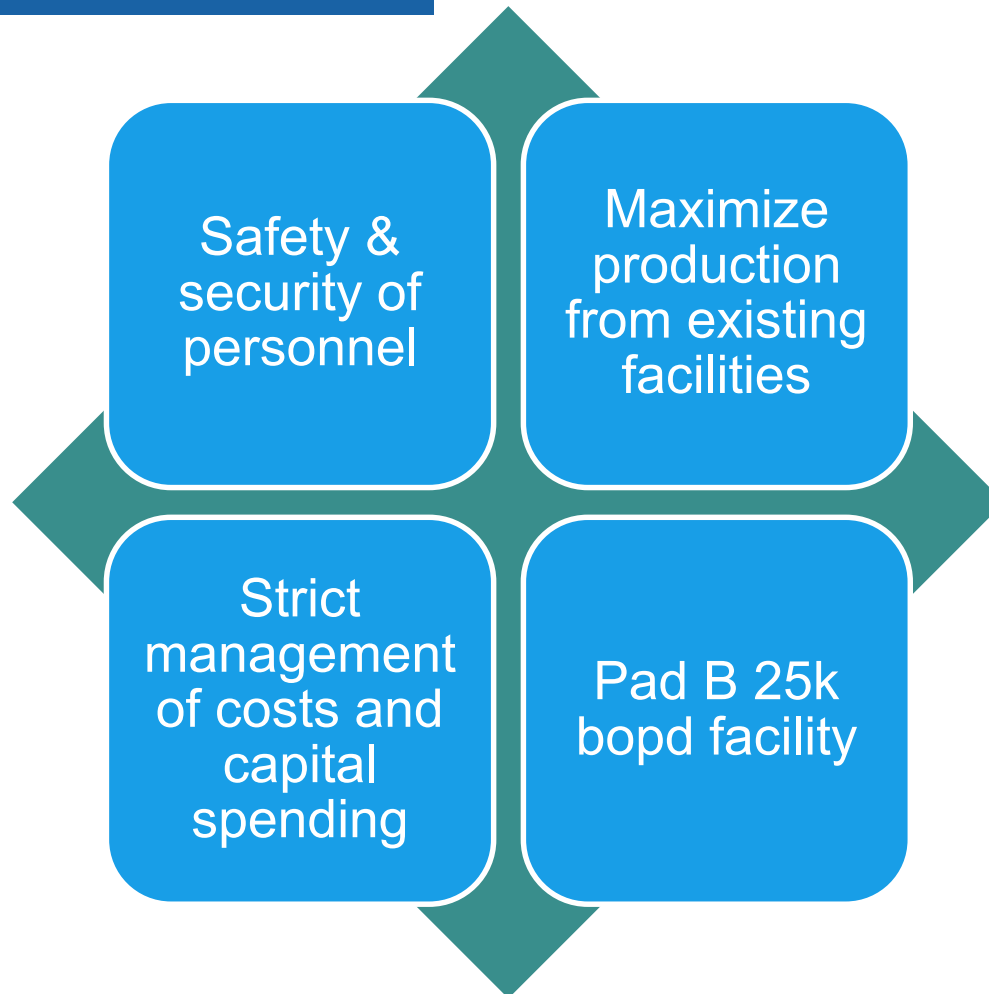 Safety &
security of
personnel
Maximize
production
from existing
facilities
Strict
management
of costs and
capital
spending
Pad B 25k
bopd facility